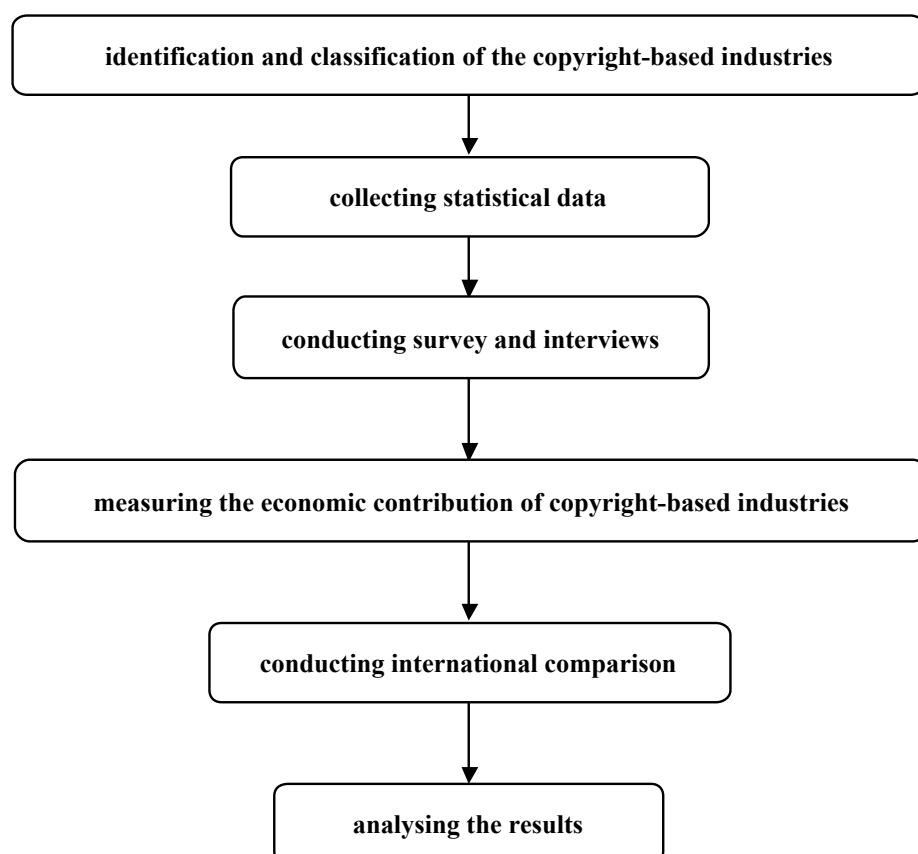 identification and classification of the copyright-based industries
collecting statistical data
conducting survey and interviews
measuring the economic contribution of copyright-based industries
conducting international comparison
analysing the results